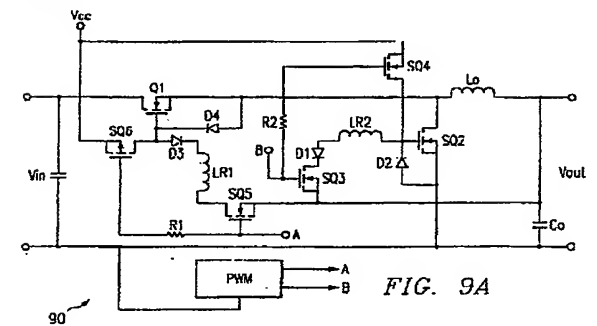 Vcc
Q1
SQ4
Lo
D4
R2
LR2
SQ6
D3
B
D1
D2
SQ2
SQ3
Vin
LR1
SQ5
Vout
R1
A
Co
PWM
A
B
FIG. 9A
90